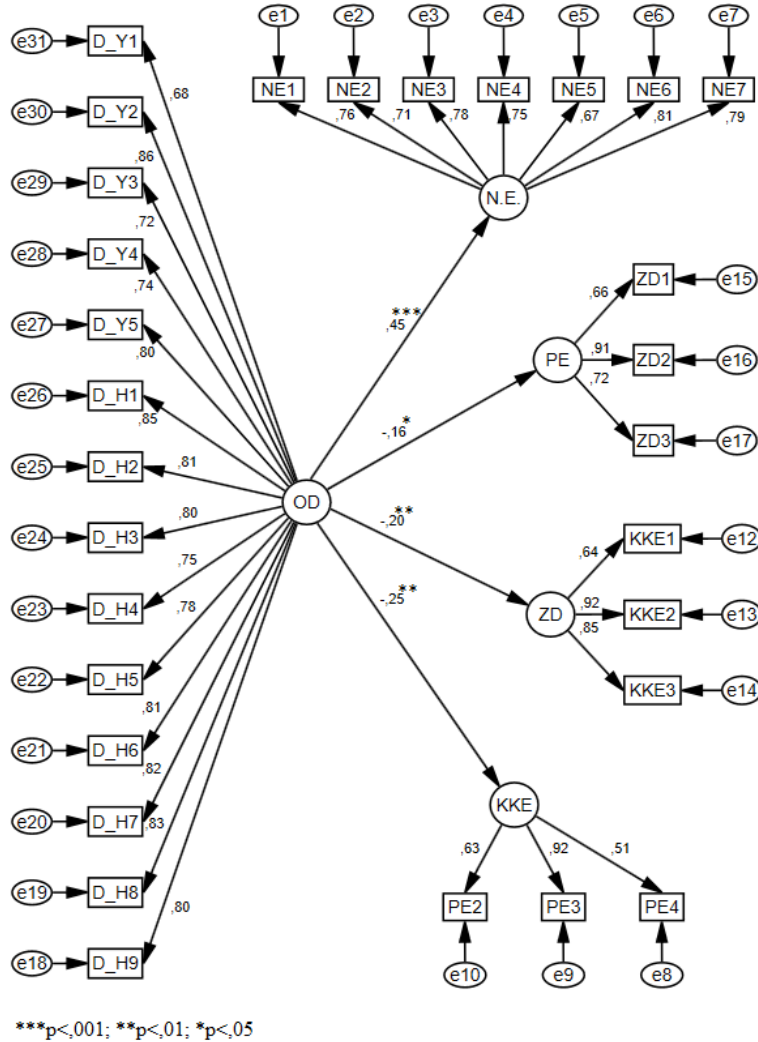 e1 e2 e3 e4 e5 e6 e7
NE1 NE2 NE3 NE4 NE5 NE6 NE7
,76 ,71 ,78 ,75 ,67 ,81 ,79
N.E.
e31 D_Y1 ,68
e30 D_Y2 ,86
e29 D_Y3 ,72
e28 D_Y4 ,74
e27 D_Y5 ,80
e26 D_H1 ,85
e25 D_H2 ,81
e24 D_H3 ,80
e23 D_H4 ,75
e22 D_H5 ,78
e21 D_H6 ,81
e20 D_H7 ,82
e19 D_H8 ,83
e18 D_H9 ,80
OD
,45***
-,16*
-,20**
-,25**
PE
,66 ZD1 e15
,91 ZD2 e16
,72 ZD3 e17
ZD
,64 KKE1 e12
,92 KKE2 e13
,85 KKE3 e14
KKE
,63 ,92 ,51
PE2 PE3 PE4
e10 e9 e8
***p<,001; **p<,01; *p<,05